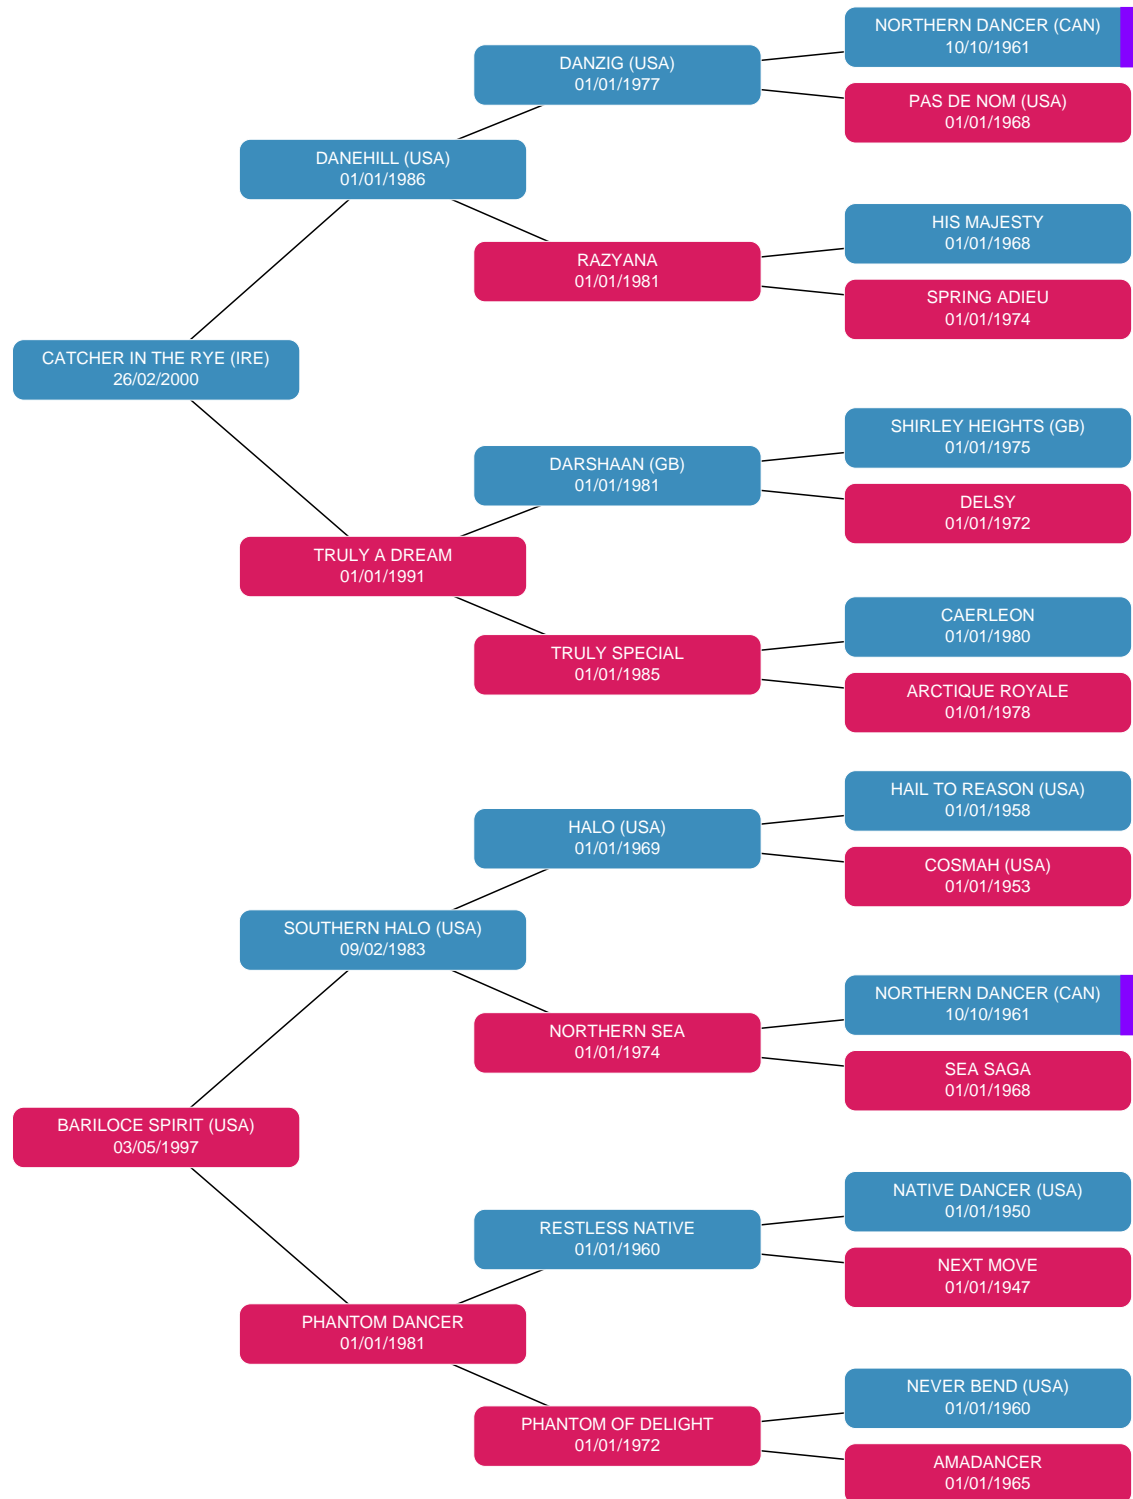 NORTHERN DANCER (CAN)
10/10/1961
DANZIG (USA)
01/01/1977
PAS DE NOM (USA)
01/01/1968
DANEHILL (USA)
01/01/1986
HIS MAJESTY
01/01/1968
RAZYANA
01/01/1981
SPRING ADIEU
01/01/1974
CATCHER IN THE RYE (IRE)
26/02/2000
SHIRLEY HEIGHTS (GB)
01/01/1975
DARSHAAN (GB)
01/01/1981
DELSY
01/01/1972
TRULY A DREAM
01/01/1991
CAERLEON
01/01/1980
TRULY SPECIAL
01/01/1985
ARCTIQUE ROYALE
01/01/1978
HAIL TO REASON (USA)
01/01/1958
HALO (USA)
01/01/1969
COSMAH (USA)
01/01/1953
SOUTHERN HALO (USA)
09/02/1983
NORTHERN DANCER (CAN)
10/10/1961
NORTHERN SEA
01/01/1974
SEA SAGA
01/01/1968
BARILOCE SPIRIT (USA)
03/05/1997
NATIVE DANCER (USA)
01/01/1950
RESTLESS NATIVE
01/01/1960
NEXT MOVE
01/01/1947
PHANTOM DANCER
01/01/1981
NEVER BEND (USA)
01/01/1960
PHANTOM OF DELIGHT
01/01/1972
AMADANCER
01/01/1965